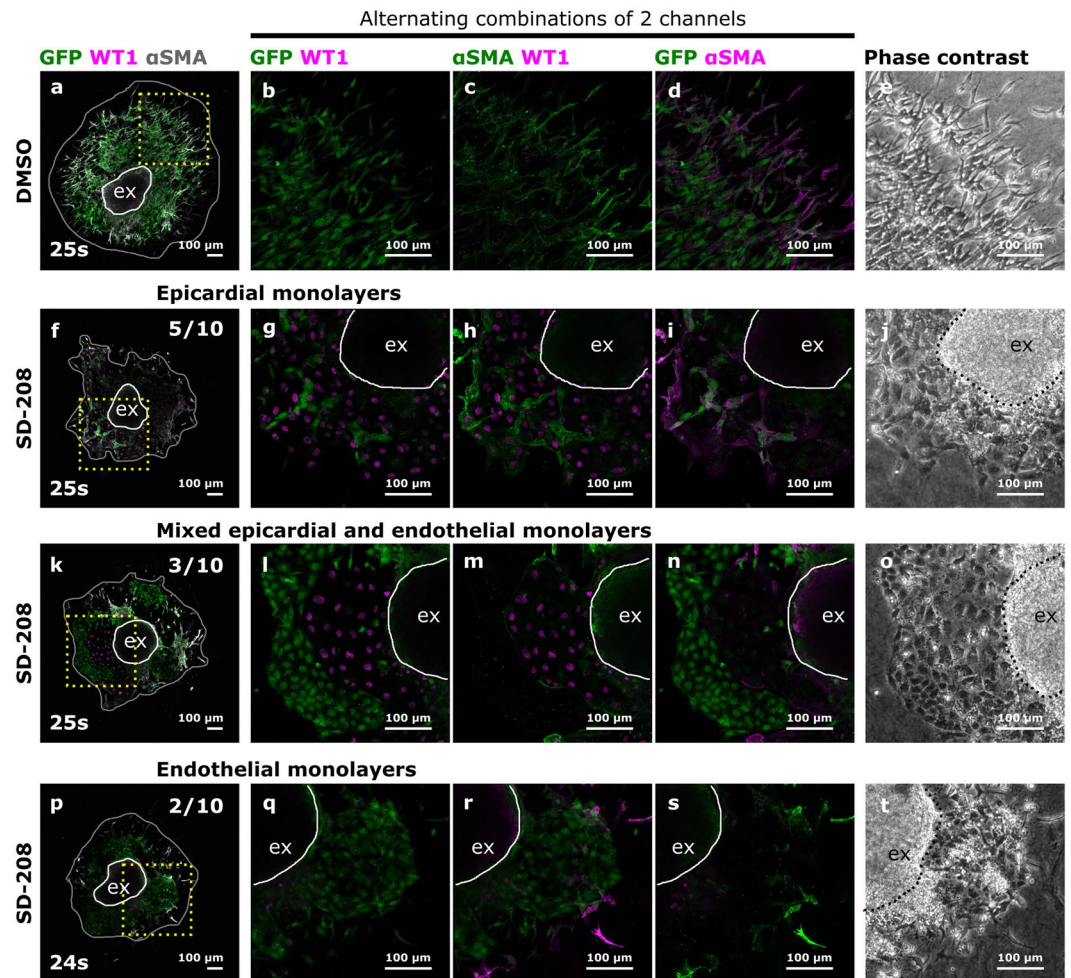 Alternating combinations of 2 channels
GFP WT1 αSMA
GFP WT1
αSMA WT1
GFP αSMA
Phase contrast
DMSO
a
ex
25s
100 µm
b
100 µm
c
100 µm
d
100 µm
e
100 µm
Epicardial monolayers
SD-208
f
5/10
ex
25s
100 µm
g
ex
100 µm
h
ex
100 µm
i
ex
100 µm
j
ex
100 µm
Mixed epicardial and endothelial monolayers
SD-208
k
3/10
ex
25s
100 µm
l
ex
100 µm
m
ex
100 µm
n
ex
100 µm
o
ex
100 µm
Endothelial monolayers
SD-208
p
2/10
ex
24s
100 µm
q
ex
100 µm
r
ex
100 µm
s
ex
100 µm
t
ex
100 µm